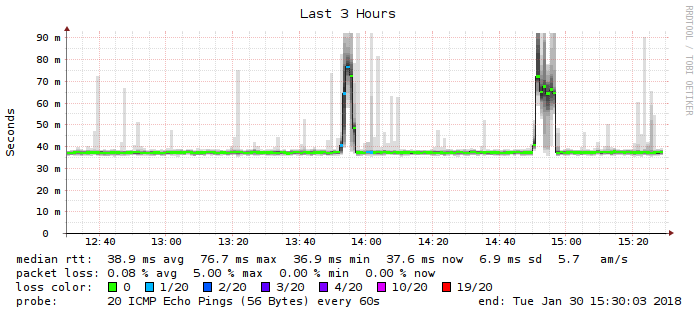 Last 3 Hours
RRDTOOL / TOBI OETIKER
Seconds
90 m
80 m
70 m
60 m
50 m
40 m
30 m
20 m
10 m
0
12:40 13:00 13:20 13:40 14:00 14:20 14:40 15:00 15:20
median rtt: 38.9 ms avg 76.7 ms max 36.9 ms min 37.6 ms now 6.9 ms sd 5.7 am/s
packet loss: 0.08 % avg 5.00 % max 0.00 % min 0.00 % now
loss color: 0 1/20 2/20 3/20 4/20 10/20 19/20
probe: 20 ICMP Echo Pings (56 Bytes) every 60s end: Tue Jan 30 15:30:03 2018